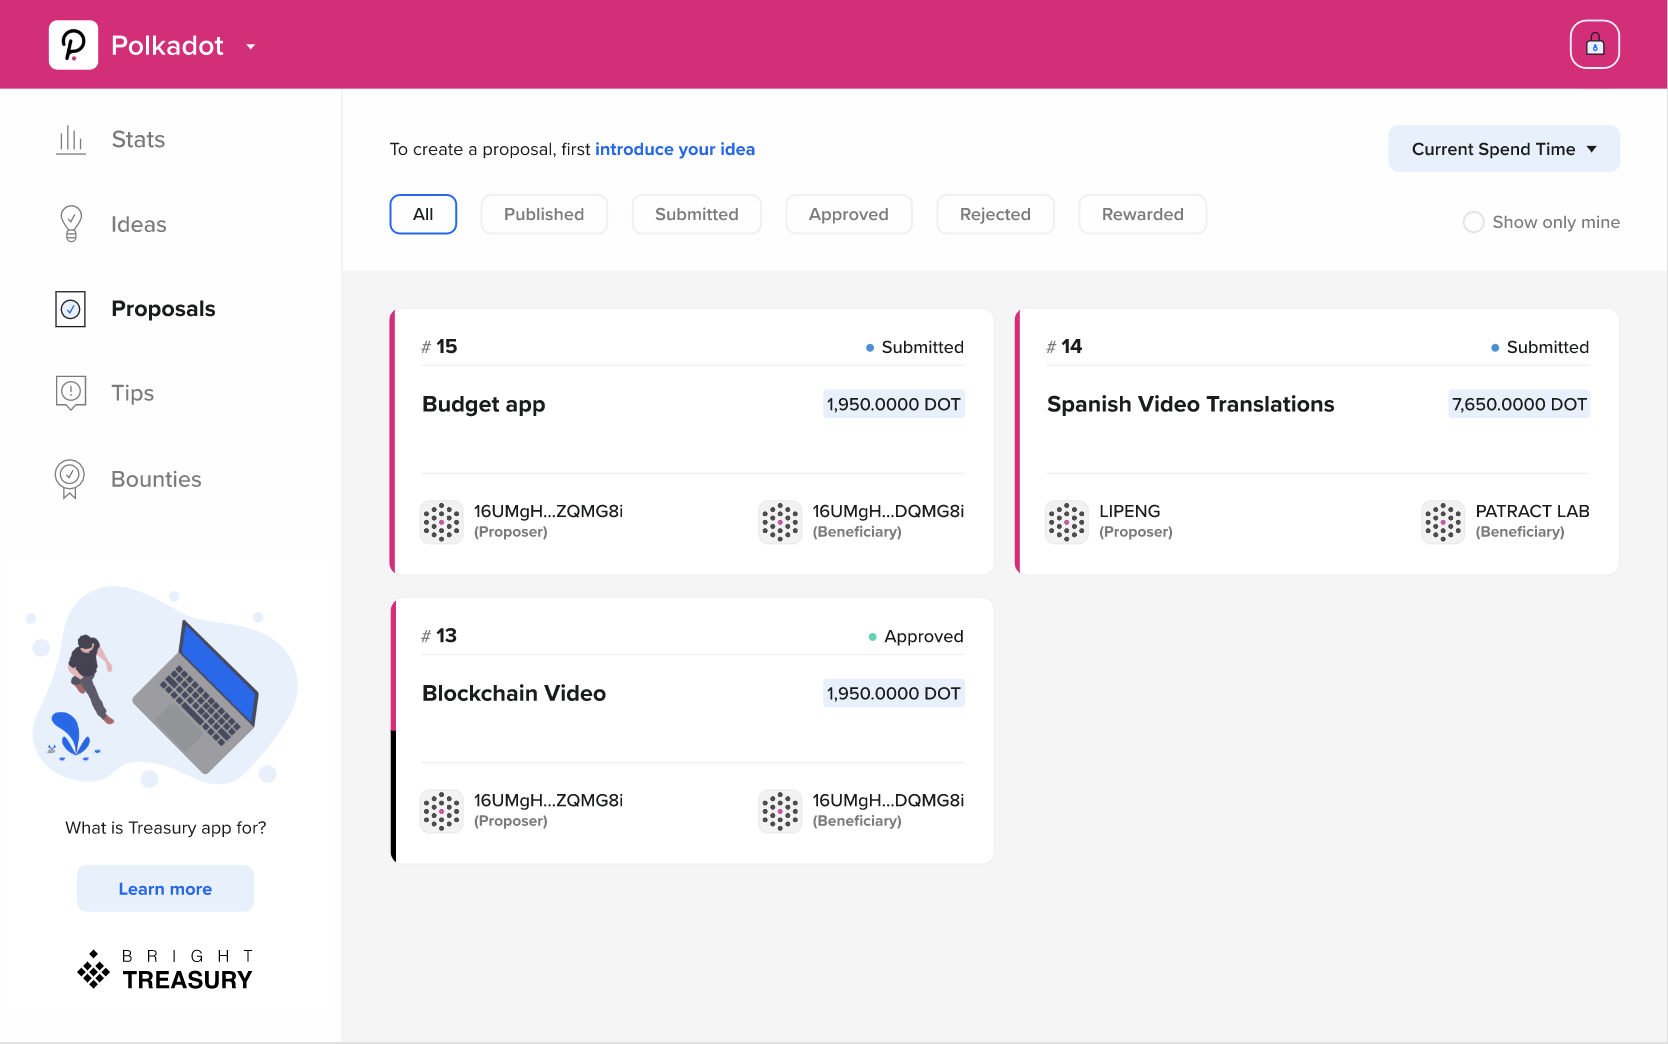 Polkadot
Stats
Ideas
Proposals
Tips
Bounties
What is Treasury app for?
Learn more
BRIGHT
TREASURY
To create a proposal, first introduce your idea
Current Spend Time
All
Published
Submitted
Approved
Rejected
Rewarded
Show only mine
# 15
Submitted
Budget app
1,950.0000 DOT
16UMgH...ZQMG8i
(Proposer)
16UMgH...DQMG8i
(Beneficiary)
# 14
Submitted
Spanish Video Translations
7,650.0000 DOT
LIPENG
(Proposer)
PATRACT LAB
(Beneficiary)
# 13
Approved
Blockchain Video
1,950.0000 DOT
16UMgH...ZQMG8i
(Proposer)
16UMgH...DQMG8i
(Beneficiary)